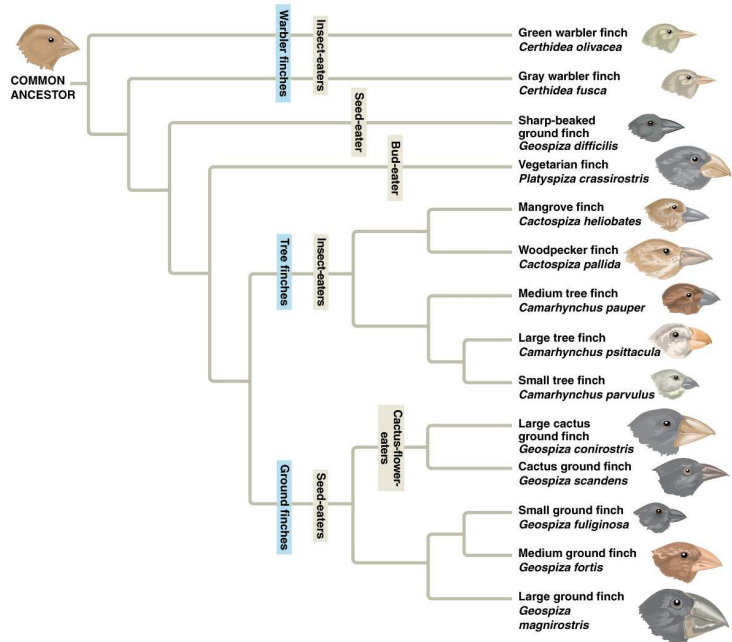 COMMON
ANCESTOR
Warbler finches
Insect-eaters
Green warbler finch
Certhidea olivacea
Gray warbler finch
Certhidea fusca
Seed-eater
Sharp-beaked
ground finch
Geospiza difficilis
Bud-eater
Vegetarian finch
Platyspiza crassirostris
Tree finches
Insect-eaters
Mangrove finch
Cactospiza heliobates
Woodpecker finch
Cactospiza pallida
Medium tree finch
Camarhynchus pauper
Large tree finch
Camarhynchus psittacula
Small tree finch
Camarhynchus parvulus
Ground finches
Seed-eaters
Cactus-flower-
eaters
Large cactus
ground finch
Geospiza conirostris
Cactus ground finch
Geospiza scandens
Small ground finch
Geospiza fuliginosa
Medium ground finch
Geospiza fortis
Large ground finch
Geospiza
magnirostris